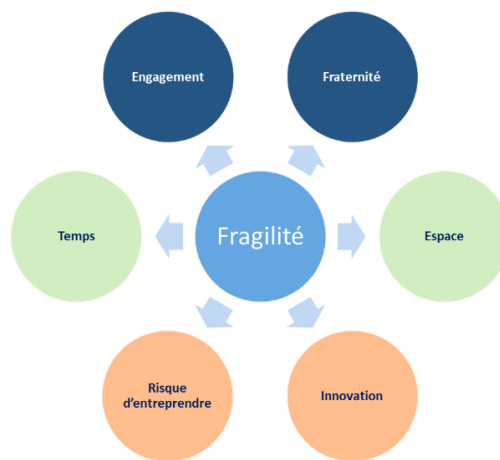 Engagement
Fraternité
Temps
Fragilité
Espace
Risque
d'entreprendre
Innovation